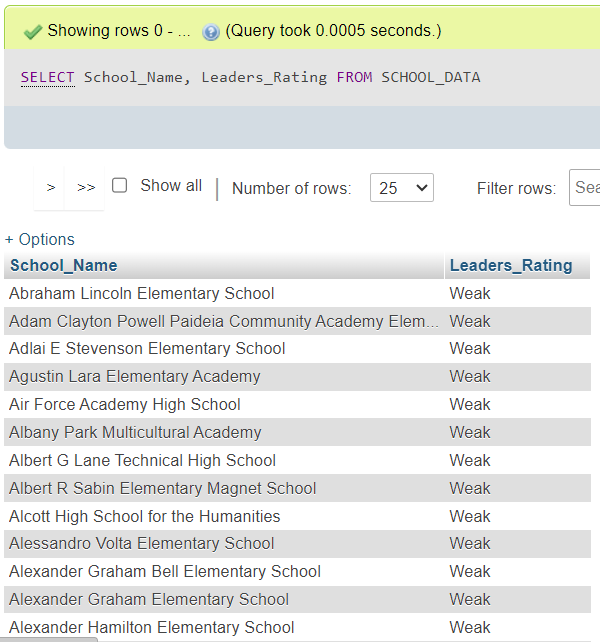 Showing rows 0 - ... (Query took 0.0005 seconds.)
SELECT School_Name, Leaders_Rating FROM SCHOOL_DATA
> >> Show all | Number of rows: 25 Filter rows: Sea
+ Options
School_Name Leaders_Rating
Abraham Lincoln Elementary School Weak
Adam Clayton Powell Paideia Community Academy Elem... Weak
Adlai E Stevenson Elementary School Weak
Agustin Lara Elementary Academy Weak
Air Force Academy High School Weak
Albany Park Multicultural Academy Weak
Albert G Lane Technical High School Weak
Albert R Sabin Elementary Magnet School Weak
Alcott High School for the Humanities Weak
Alessandro Volta Elementary School Weak
Alexander Graham Bell Elementary School Weak
Alexander Graham Elementary School Weak
Alexander Hamilton Elementary School Weak